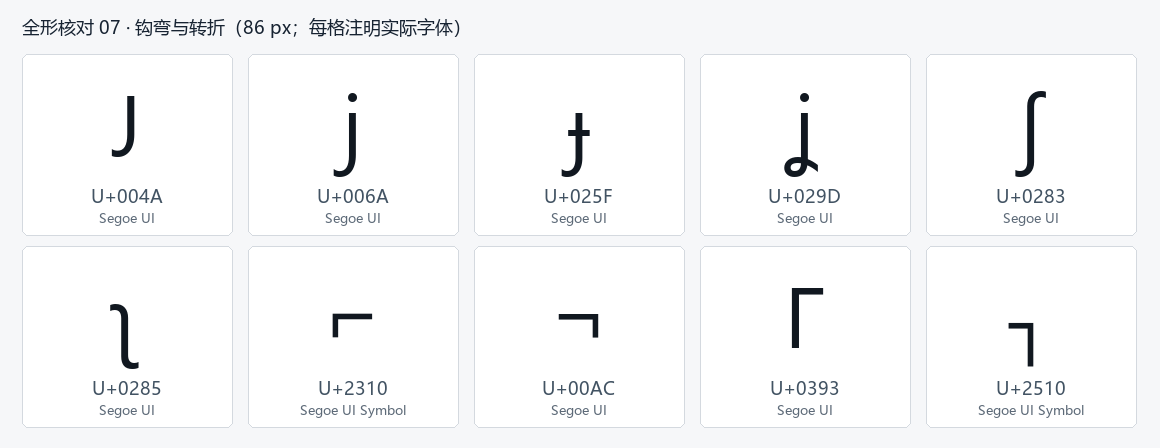 全形核对 07 · 钩弯与转折（86 px；每格注明实际字体）
J j ɟ ʝ ʃ
U+004A U+006A U+025F U+029D U+0283
Segoe UI Segoe UI Segoe UI Segoe UI Segoe UI
ʅ ⌐ ¬ Γ ┐
U+0285 U+2310 U+00AC U+0393 U+2510
Segoe UI Segoe UI Symbol Segoe UI Segoe UI Segoe UI Symbol